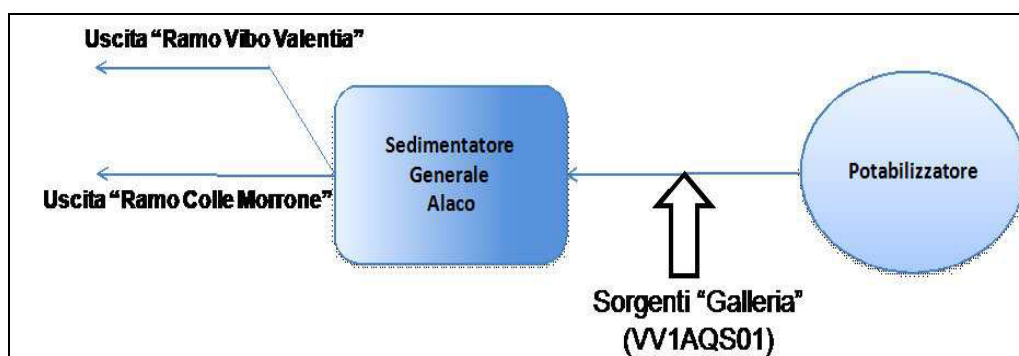 Uscita “Ramo Vibo Valentia”
Uscita “Ramo Colle Morrone”
Sedimentatore
Generale
Alaco
Potabilizzatore
Sorgenti “Galleria”
(VV1AQS01)